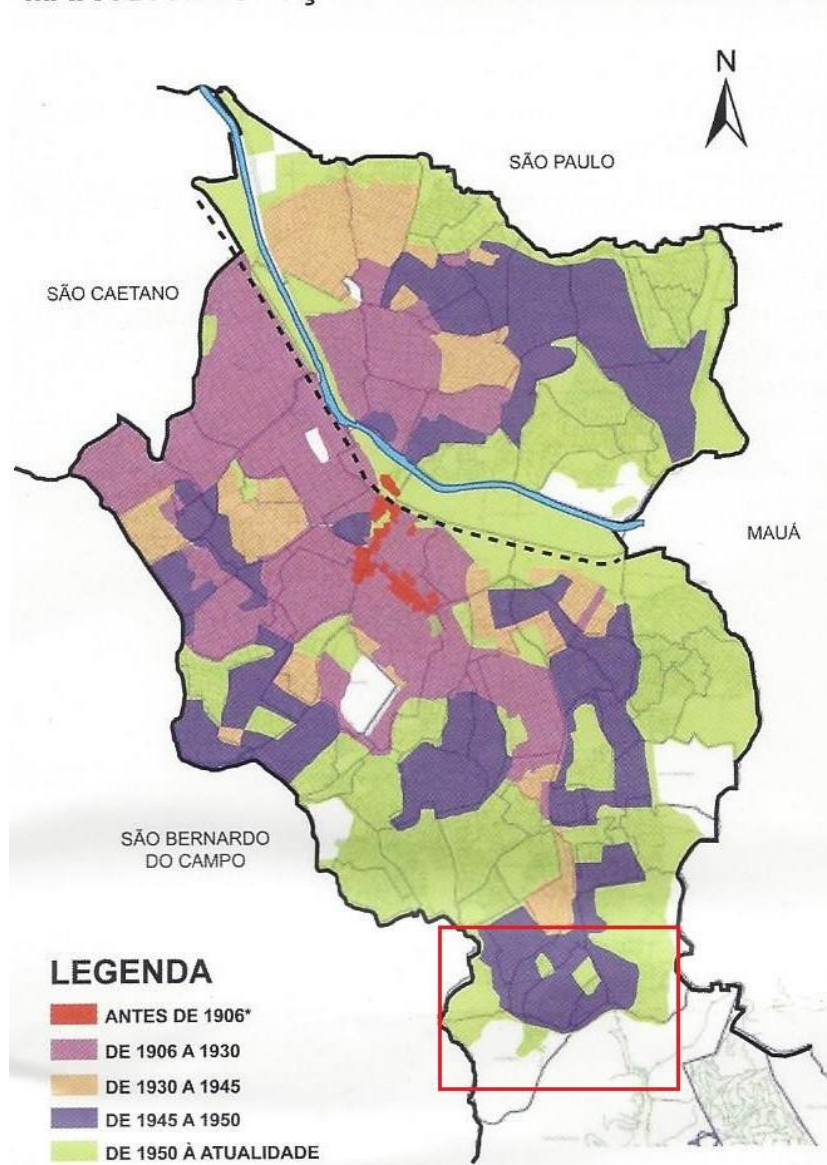 N
SÃO PAULO
SÃO CAETANO
MAUÁ
SÃO BERNARDO
DO CAMPO
LEGENDA
ANTES DE 1906*
DE 1906 A 1930
DE 1930 A 1945
DE 1945 A 1950
DE 1950 À ATUALIDADE